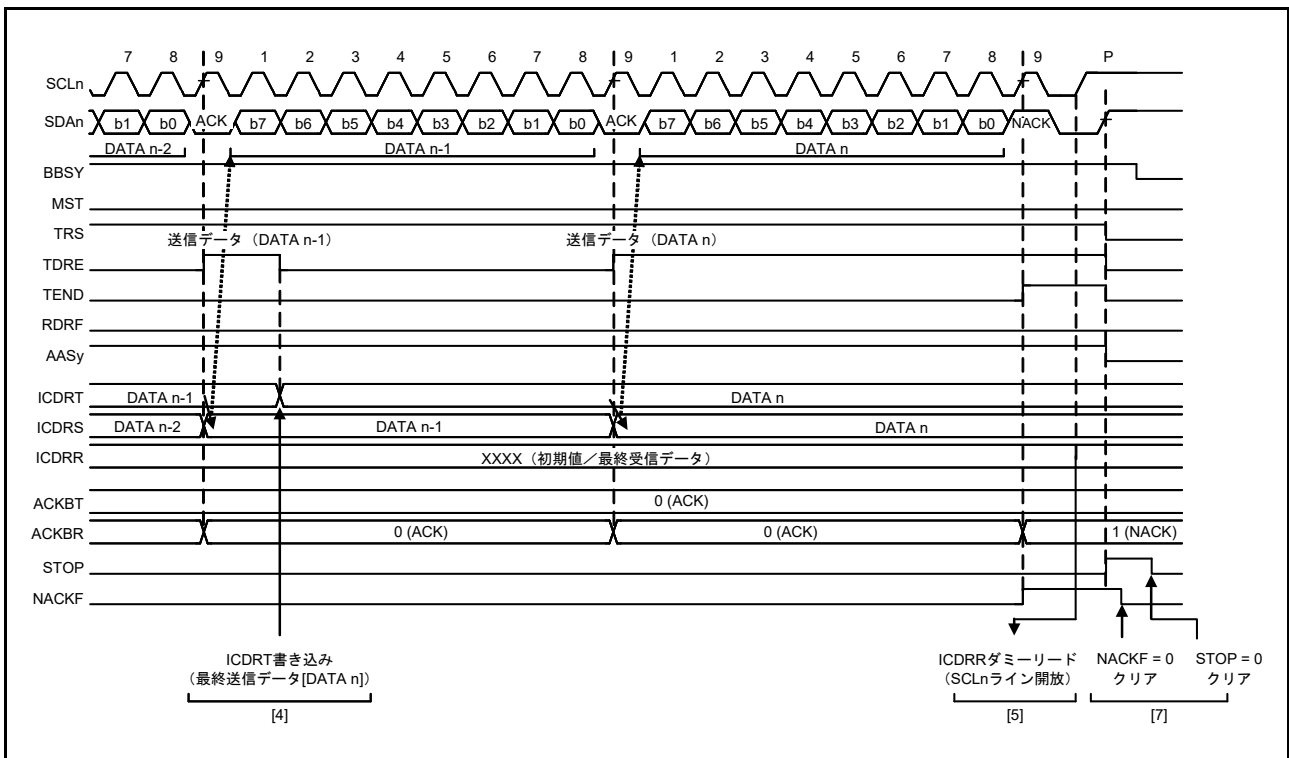 7 8 9 1 2 3 4 5 6 7 8 9 1 2 3 4 5 6 7 8 9 P
SCLn
SDAn b1 b0 ACK b7 b6 b5 b4 b3 b2 b1 b0 ACK b7 b6 b5 b4 b3 b2 b1 b0 NACK
DATA n-2 DATA n-1 DATA n
BBSY
MST
TRS
送信データ（DATA n-1） 送信データ（DATA n）
TDRE
TEND
RDRF
AASy
ICDRT DATA n-1 DATA n
ICDRS DATA n-2 DATA n-1 DATA n
ICDRR XXXX（初期値／最終受信データ）
ACKBT 0 (ACK)
ACKBR 0 (ACK) 0 (ACK) 1 (NACK)
STOP
NACKF
ICDRT書き込み
（最終送信データ[DATA n]）
[4]
ICDRRダミーリード
（SCLnライン開放）
[5]
NACKF = 0
クリア
STOP = 0
クリア
[7]